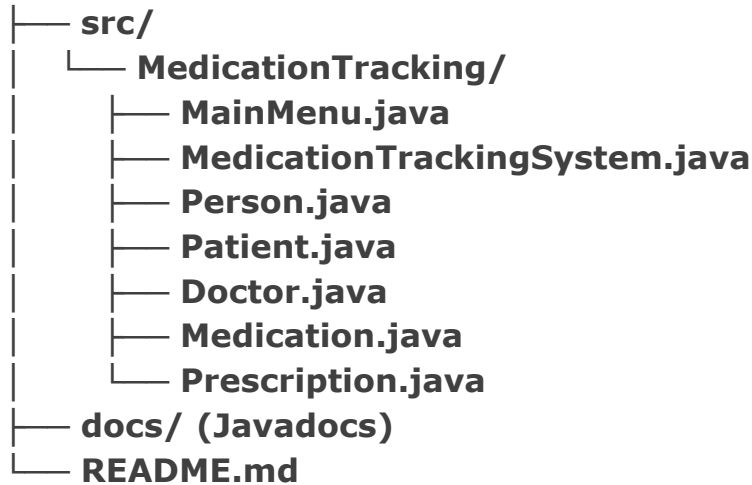 ├── src/
│   └── MedicationTracking/
│       ├── MainMenu.java
│       ├── MedicationTrackingSystem.java
│       ├── Person.java
│       ├── Patient.java
│       ├── Doctor.java
│       ├── Medication.java
│       └── Prescription.java
├── docs/ (Javadocs)
└── README.md